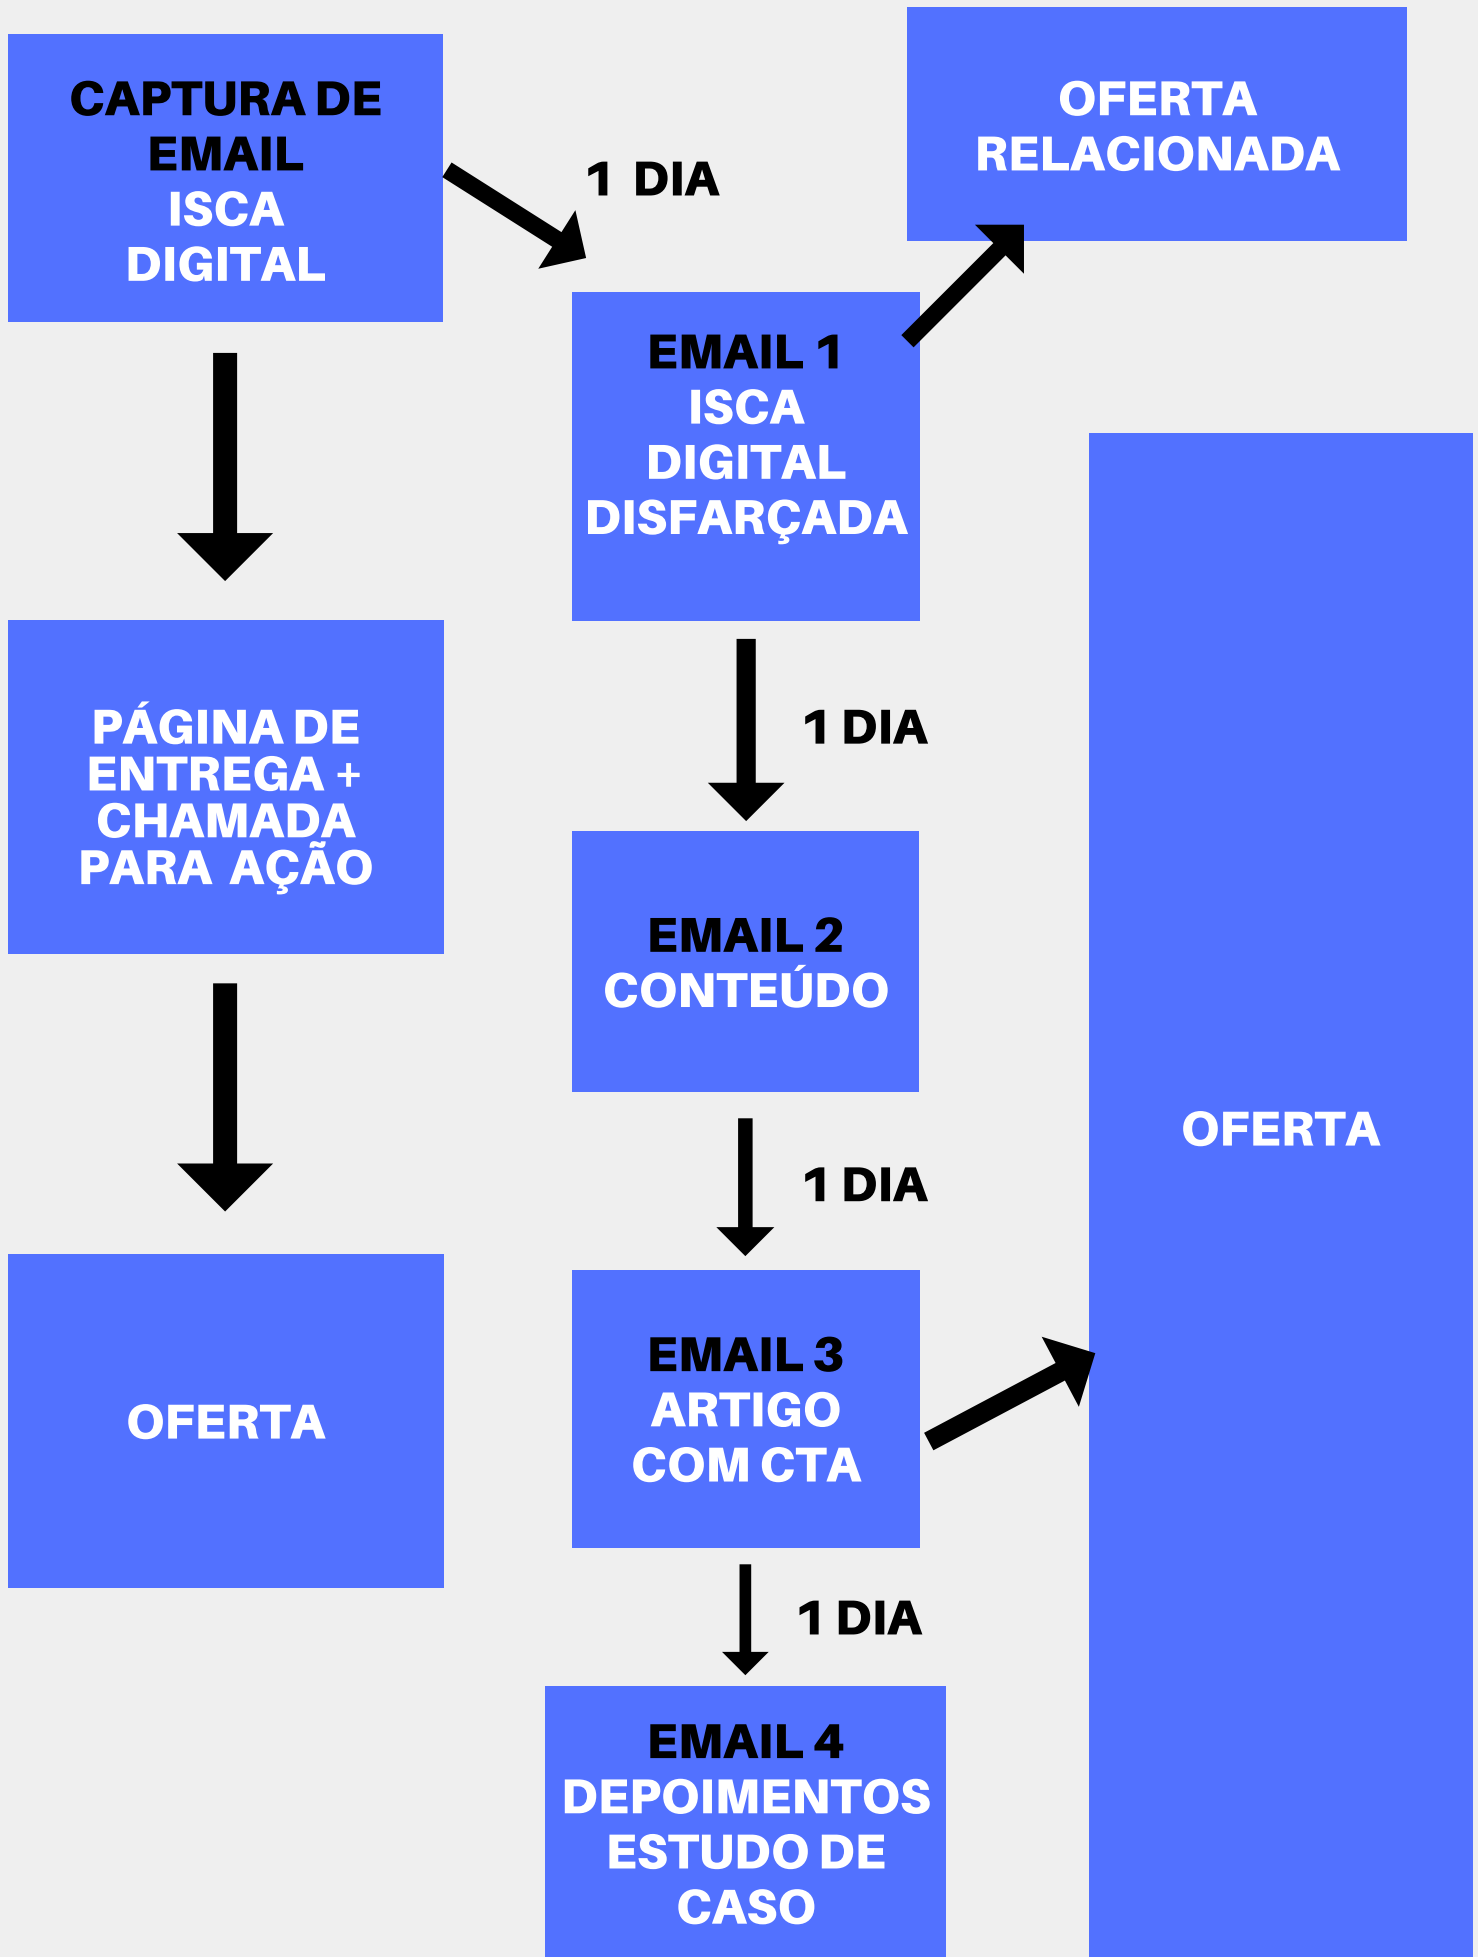 CAPTURA DE
EMAIL
ISCA
DIGITAL
1 DIA
OFERTA
RELACIONADA
EMAIL 1
ISCA
DIGITAL
DISFARÇADA
PÁGINA DE
ENTREGA +
CHAMADA
PARA AÇÃO
1 DIA
EMAIL 2
CONTEÚDO
OFERTA
1 DIA
EMAIL 3
ARTIGO
COM CTA
OFERTA
1 DIA
EMAIL 4
DEPOIMENTOS
ESTUDO DE
CASO